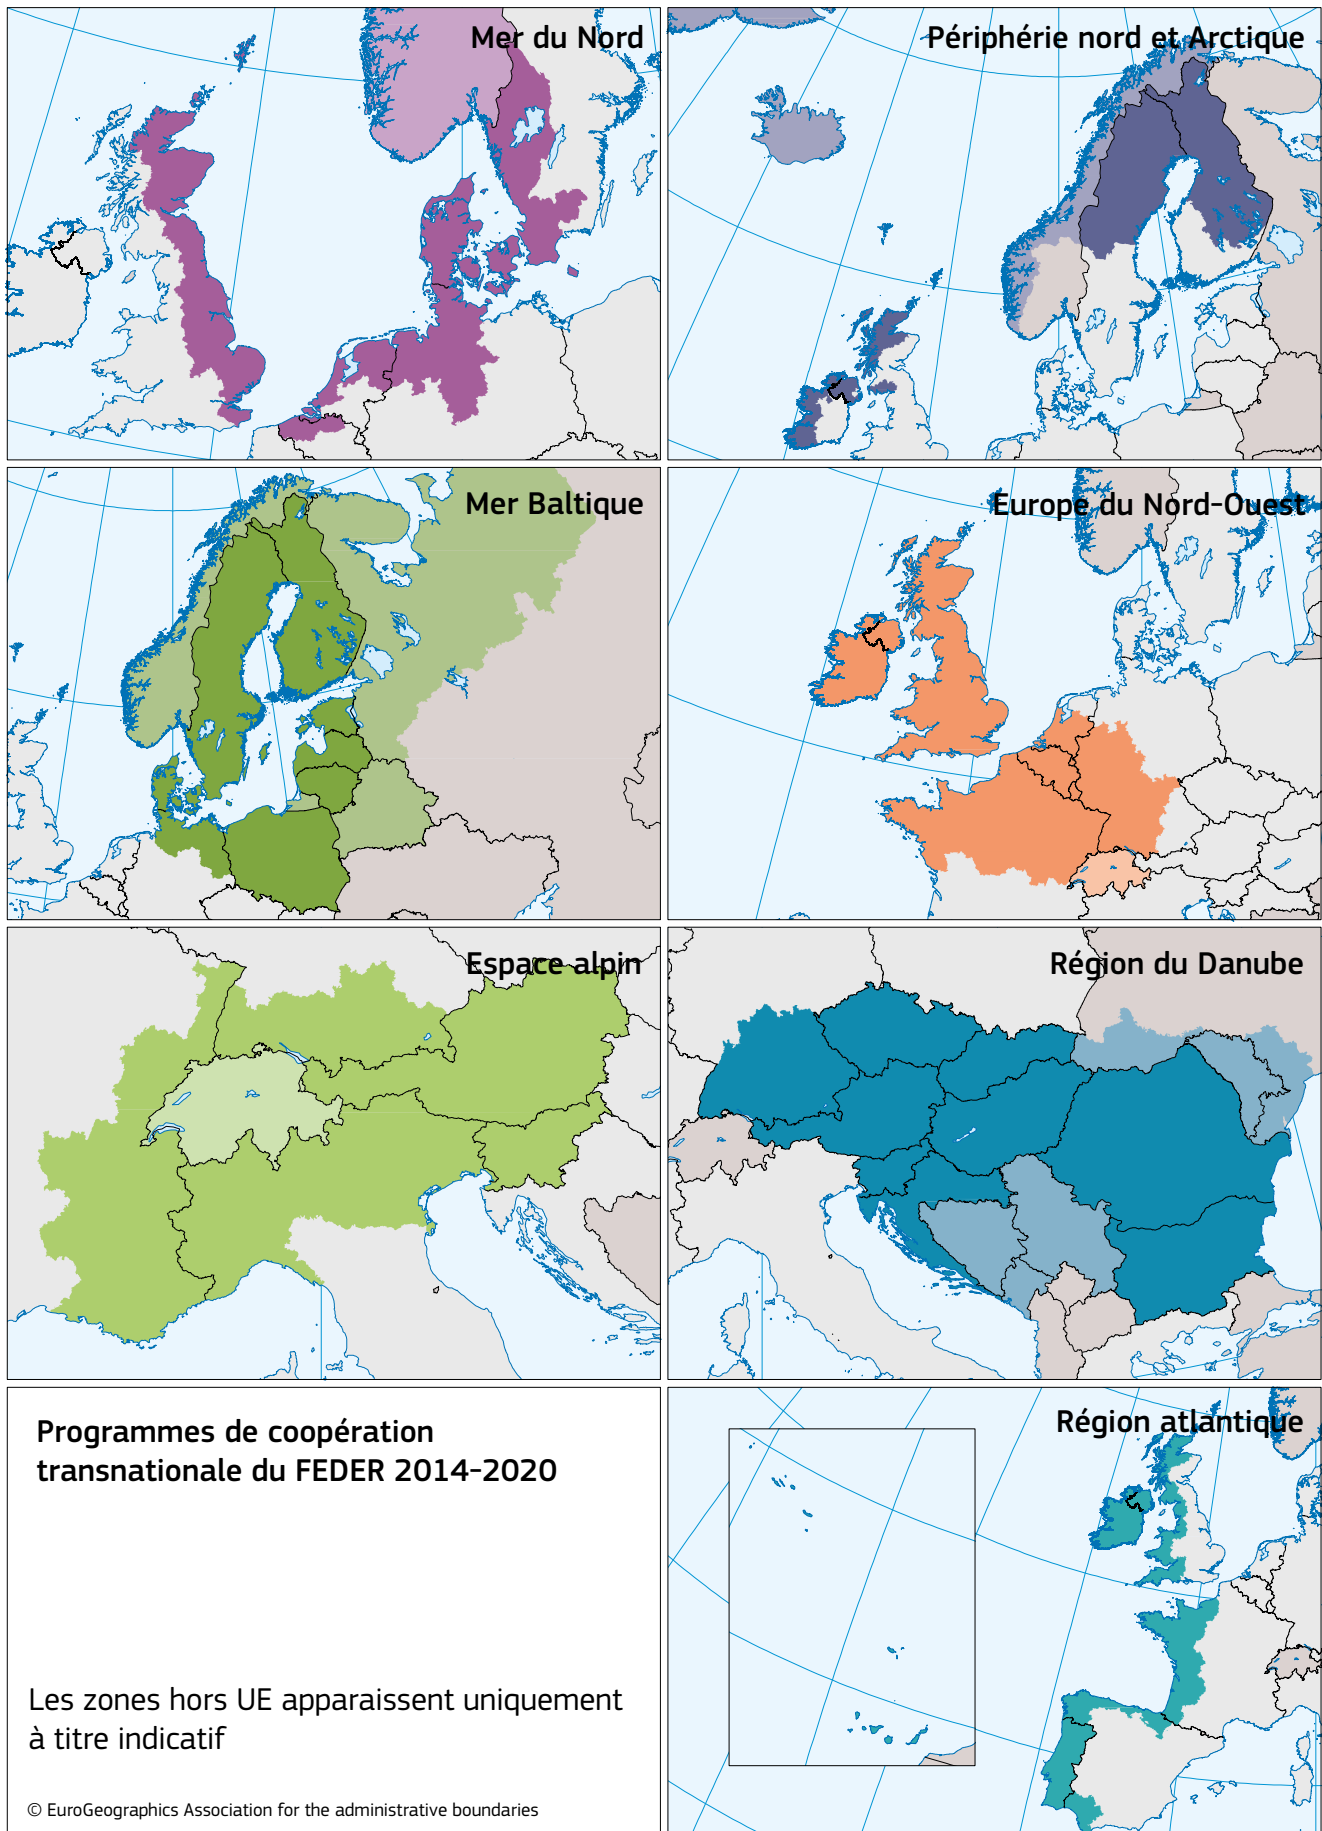 Mer du Nord
Périphérie nord et Arctique
Mer Baltique
Europe du Nord-Ouest
Espace alpin
Région du Danube
Programmes de coopération
transnationale du FEDER 2014-2020
Région atlantique
Les zones hors UE apparaissent uniquement
à titre indicatif
© EuroGeographics Association for the administrative boundaries